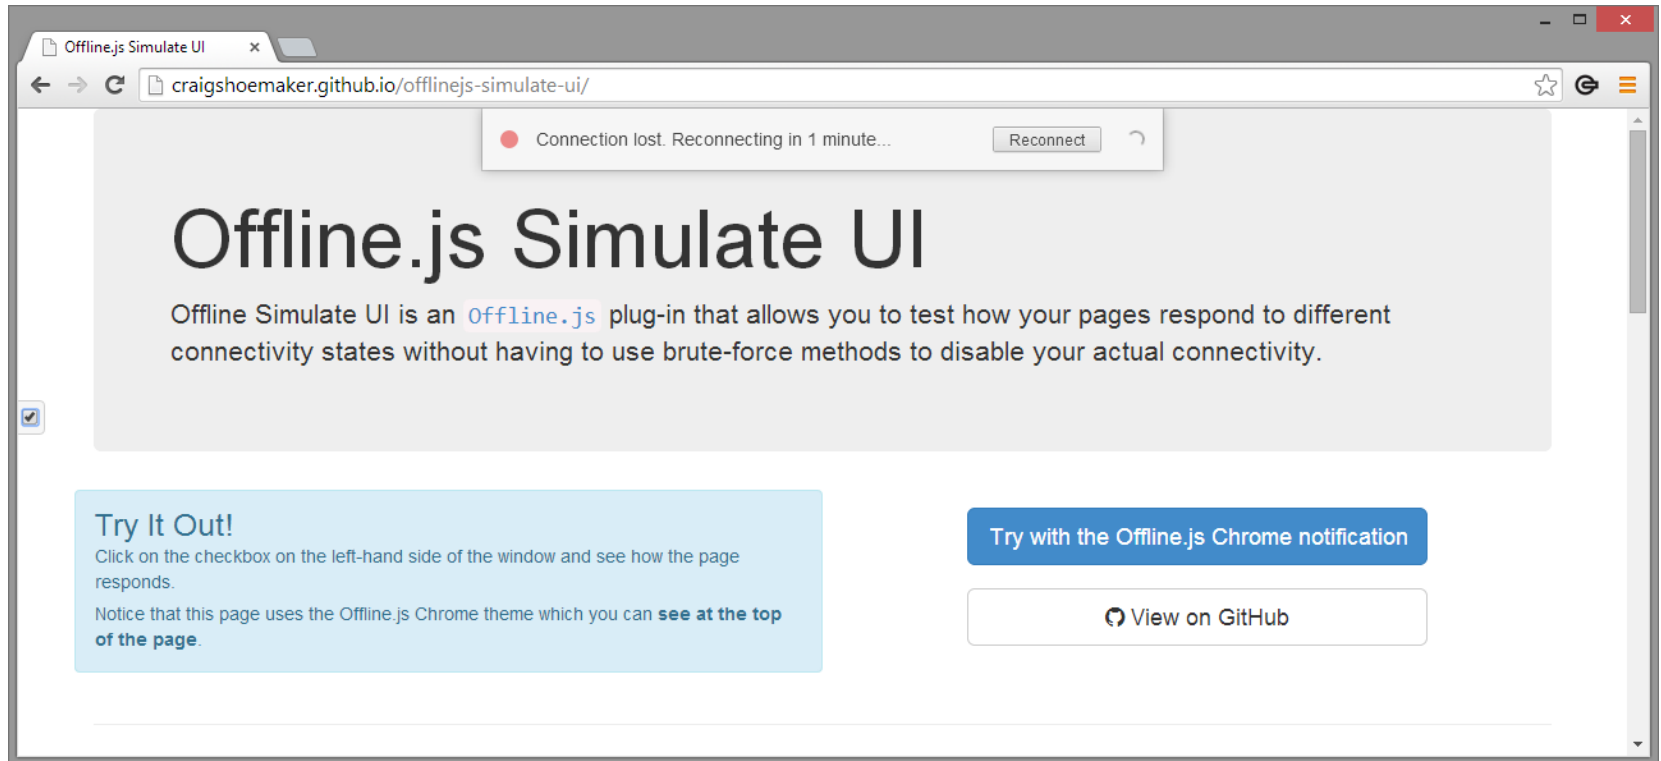 Offline.js Simulate UI
craigshoemaker.github.io/offlinejs-simulate-ui/
Connection lost. Reconnecting in 1 minute...
Reconnect
Offline.js Simulate UI
Offline Simulate UI is an Offline.js plug-in that allows you to test how your pages respond to different
connectivity states without having to use brute-force methods to disable your actual connectivity.
Try It Out!
Click on the checkbox on the left-hand side of the window and see how the page
responds.
Notice that this page uses the Offline.js Chrome theme which you can see at the top
of the page.
Try with the Offline.js Chrome notification
View on GitHub